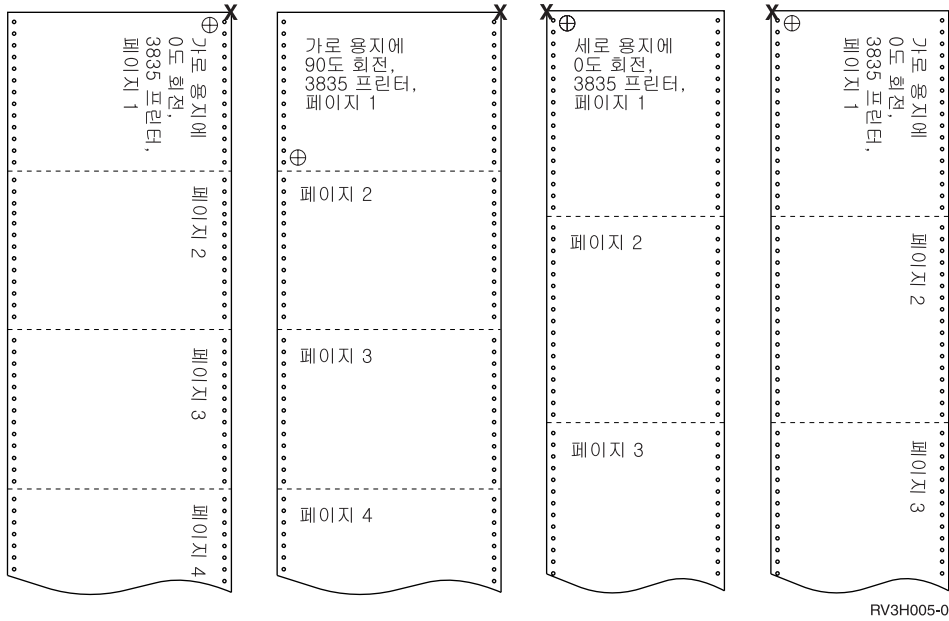 X
가로 용지에
0도 회전,
3835 프린터,
페이지 1
페이지 2
페이지 3
페이지 4
X
가로 용지에
90도 회전,
3835 프린터,
페이지 1
페이지 2
페이지 3
페이지 4
X
세로 용지에
0도 회전,
3835 프린터,
페이지 1
페이지 2
페이지 3
X
가로 용지에
0도 회전,
3835 프린터,
페이지 1
페이지 2
페이지 3
RV3H005-0